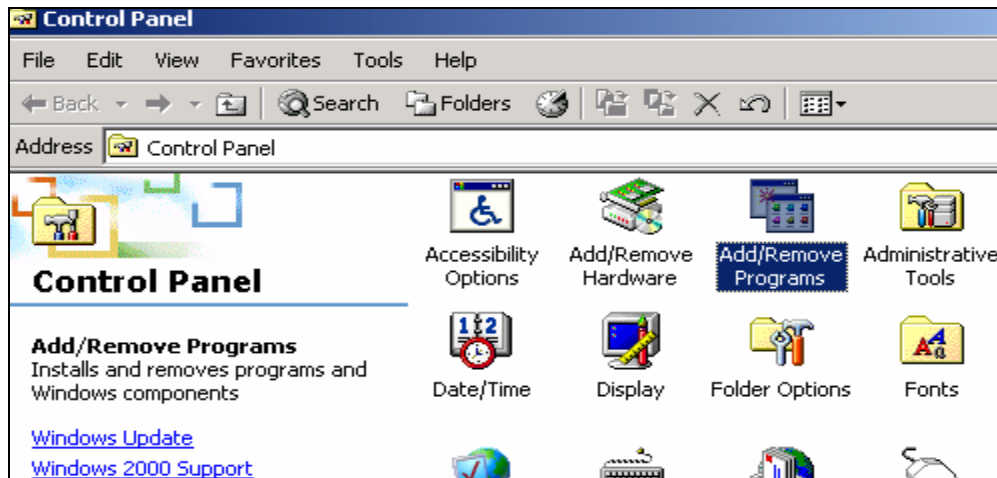 Control Panel
File Edit View Favorites Tools Help
Back Search Folders
Address Control Panel
Control Panel
Add/Remove Programs
Installs and removes programs and
Windows components
Windows Update
Windows 2000 Support
Accessibility Options
Add/Remove Hardware
Add/Remove Programs
Administrative Tools
1 2
Date/Time
Display
Folder Options
Fonts